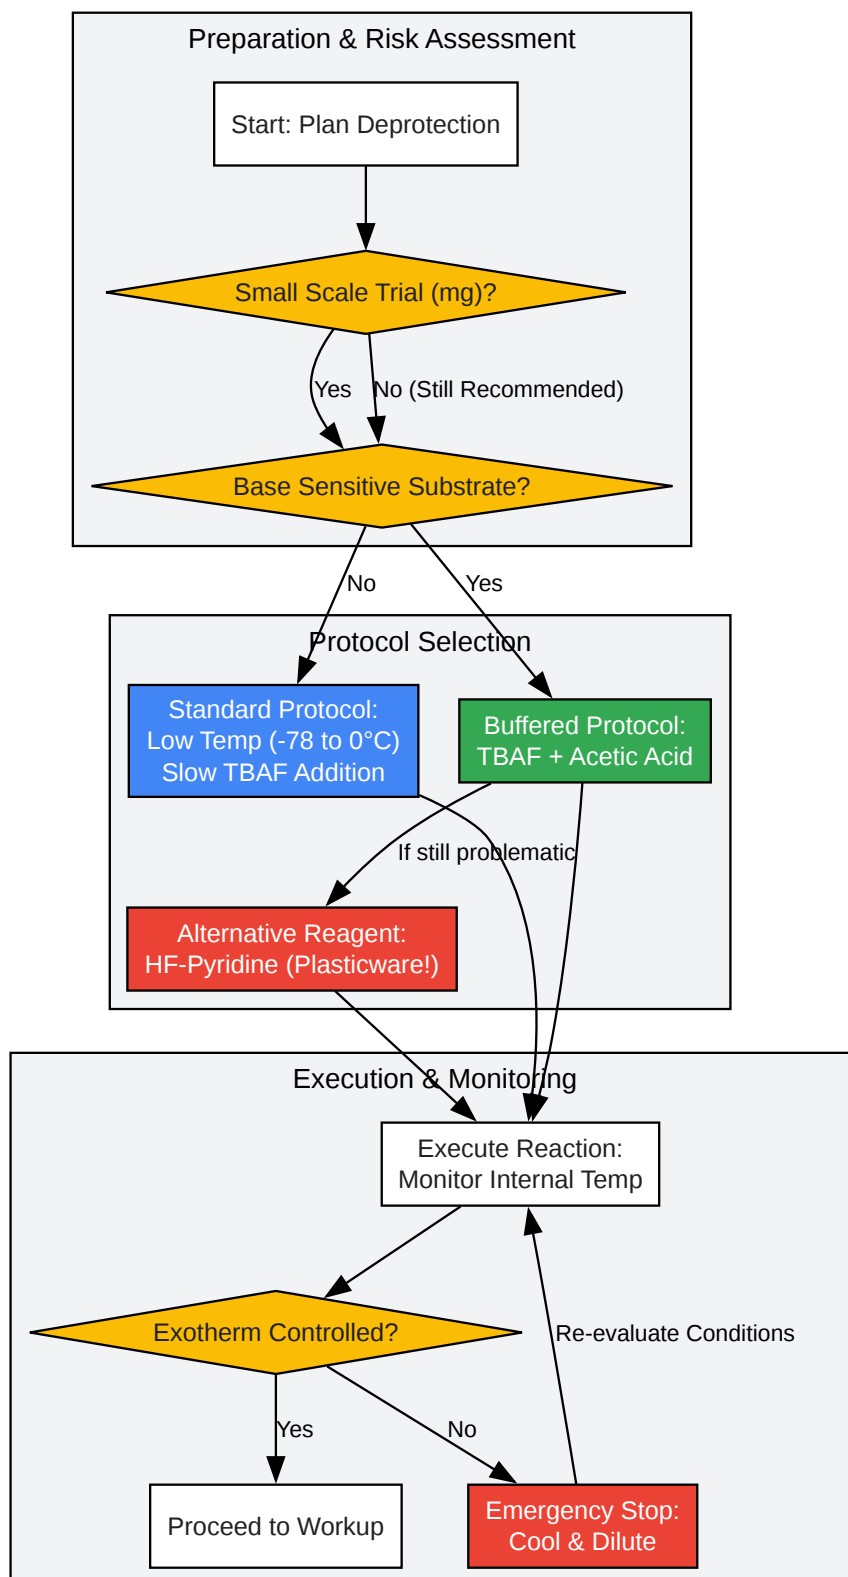 Preparation & Risk Assessment
Start: Plan Deprotection
Small Scale Trial (mg)?
Yes
No (Still Recommended)
Base Sensitive Substrate?
No
Yes
Protocol Selection
Standard Protocol:
Low Temp (-78 to 0°C)
Slow TBAF Addition
Buffered Protocol:
TBAF + Acetic Acid
If still problematic
Alternative Reagent:
HF-Pyridine (Plasticware!)
Execution & Monitoring
Execute Reaction:
Monitor Internal Temp
Exotherm Controlled?
Re-evaluate Conditions
Yes
No
Proceed to Workup
Emergency Stop:
Cool & Dilute